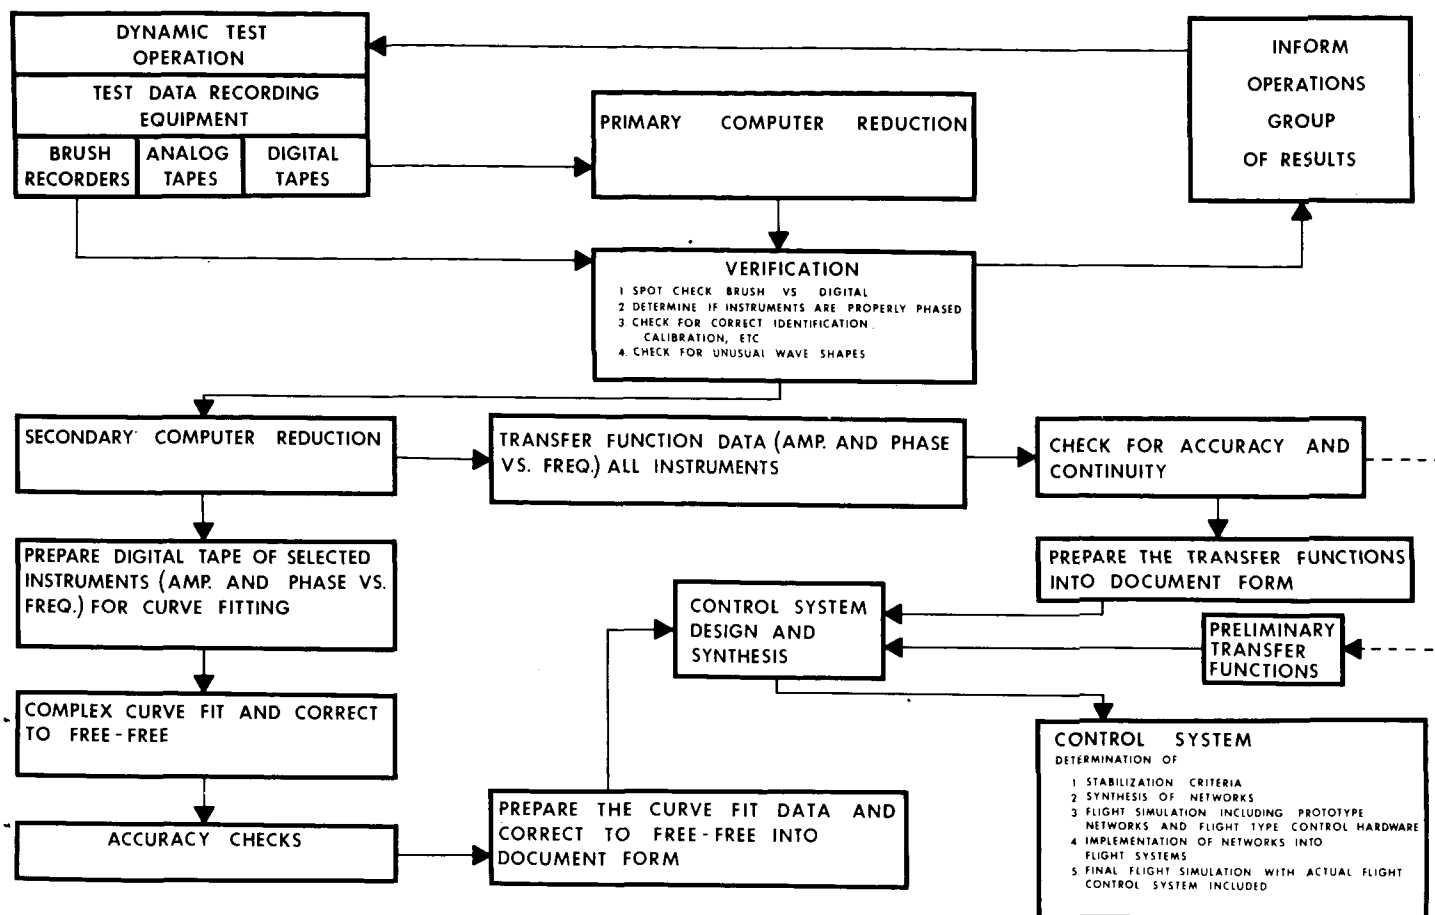 DYNAMIC TEST
OPERATION
TEST DATA RECORDING
EQUIPMENT
BRUSH
RECORDERS
ANALOG
TAPES
DIGITAL
TAPES
PRIMARY COMPUTER REDUCTION
INFORM
OPERATIONS
GROUP
OF RESULTS
VERIFICATION
1 SPOT CHECK BRUSH VS DIGITAL
2 DETERMINE IF INSTRUMENTS ARE PROPERLY PHASED
3. CHECK FOR CORRECT IDENTIFICATION.
CALIBRATION, ETC
4. CHECK FOR UNUSUAL WAVE SHAPES
SECONDARY COMPUTER REDUCTION
TRANSFER FUNCTION DATA (AMP. AND PHASE
VS. FREQ.) ALL INSTRUMENTS
CHECK FOR ACCURACY AND
CONTINUITY
PREPARE DIGITAL TAPE OF SELECTED
INSTRUMENTS (AMP. AND PHASE VS.
FREQ.) FOR CURVE FITTING
PREPARE THE TRANSFER FUNCTIONS
INTO DOCUMENT FORM
CONTROL SYSTEM
DESIGN AND
SYNTHESIS
PRELIMINARY
TRANSFER
FUNCTIONS
COMPLEX CURVE FIT AND CORRECT
TO FREE-FREE
ACCURACY CHECKS
PREPARE THE CURVE FIT DATA AND
CORRECT TO FREE-FREE INTO
DOCUMENT FORM
CONTROL SYSTEM
DETERMINATION OF
1 STABILIZATION CRITERIA
2 SYNTHESIS OF NETWORKS
3 FLIGHT SIMULATION INCLUDING PROTOTYPE
NETWORKS AND FLIGHT TYPE CONTROL HARDWARE
4 IMPLEMENTATION OF NETWORKS INTO
FLIGHT SYSTEMS
5. FINAL FLIGHT SIMULATION WITH ACTUAL FLIGHT
CONTROL SYSTEM INCLUDED